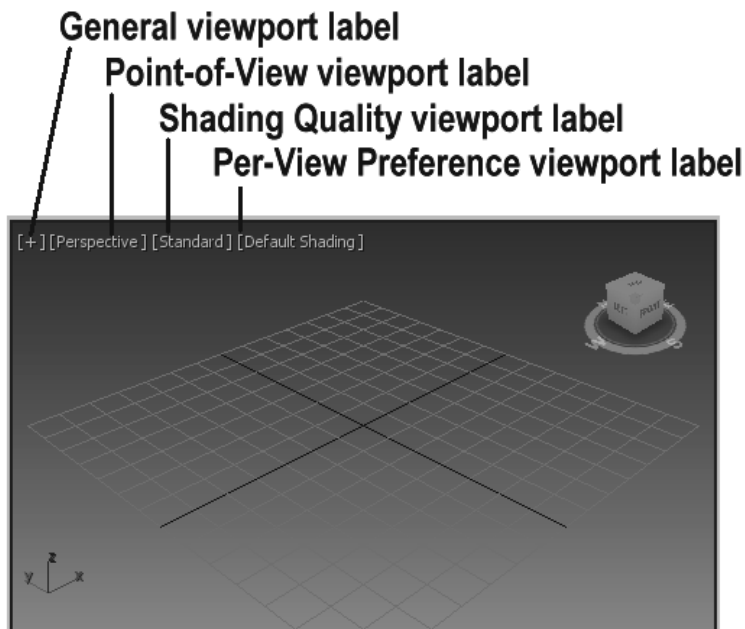 General viewport label
Point-of-View viewport label
Shading Quality viewport label
Per-View Preference viewport label
[+][Perspective][Standard][Default Shading]
z
y x